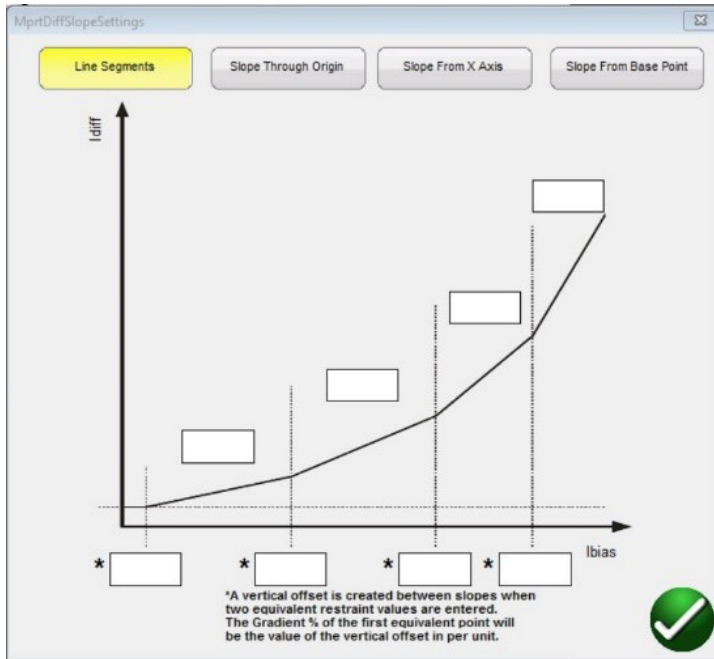 MprtDiffSlopeSettings
Line Segments
Slope Through Origin
Slope From X Axis
Slope From Base Point
Idiff
Ibias
* * * *
*A vertical offset is created between slopes when
two equivalent restraint values are entered.
The Gradient % of the first equivalent point will
be the value of the vertical offset in per unit.